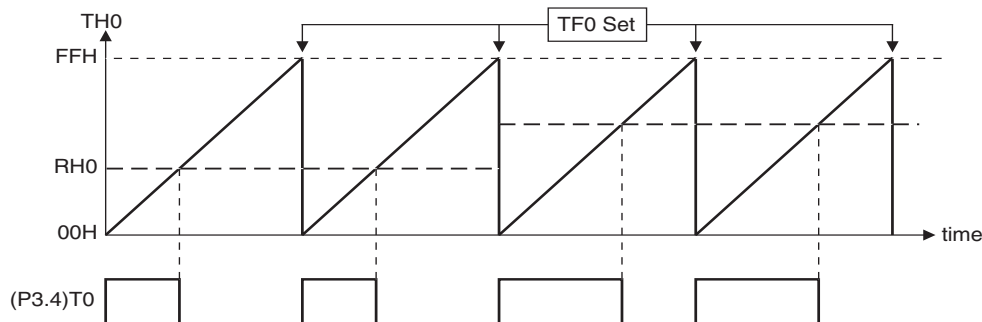 TH0
TF0 Set
FFH
RH0
00H
time
(P3.4)T0